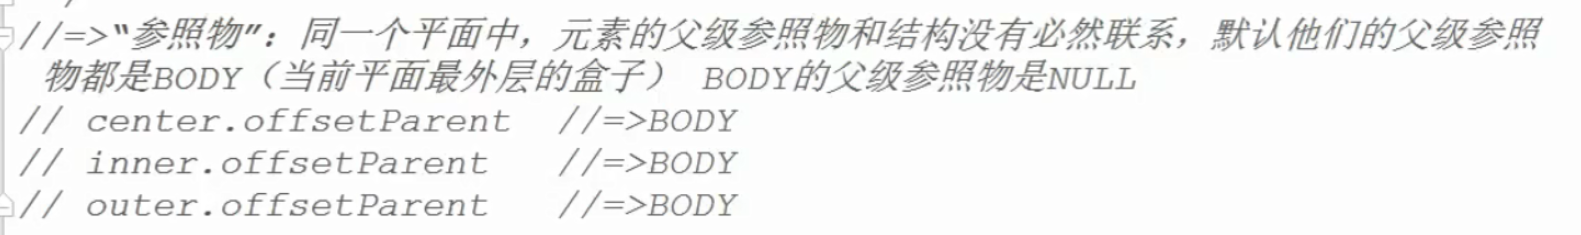 //=>“参照物”：同一个平面中，元素的父级参照物和结构没有必然联系，默认他们的父级参照
物都是BODY（当前平面最外层的盒子） BODY的父级参照物是NULL
// center.offsetParent  //=>BODY
// inner.offsetParent   //=>BODY
// outer.offsetParent   //=>BODY